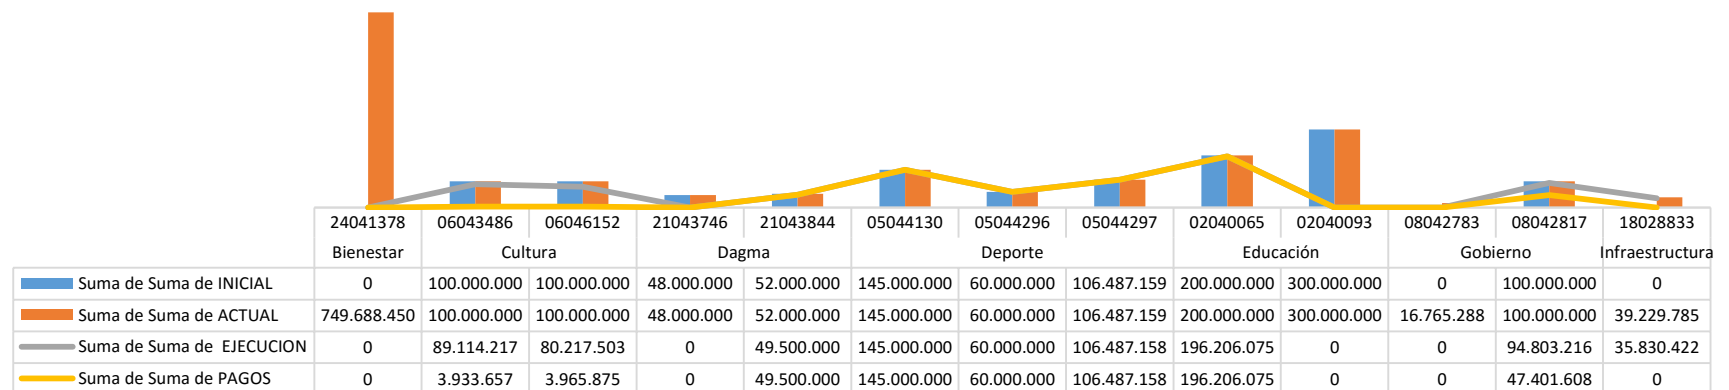 24041378 06043486 06046152 21043746 21043844 05044130 05044296 05044297 02040065 02040093 08042783 08042817 18028833
Bienestar Cultura Dagma Deporte Educación Gobierno Infraestructura
Suma de Suma de INICIAL 0 100.000.000 100.000.000 48.000.000 52.000.000 145.000.000 60.000.000 106.487.159 200.000.000 300.000.000 0 100.000.000 0
Suma de Suma de ACTUAL 749.688.450 100.000.000 100.000.000 48.000.000 52.000.000 145.000.000 60.000.000 106.487.159 200.000.000 300.000.000 16.765.288 100.000.000 39.229.785
Suma de Suma de EJECUCION 0 89.114.217 80.217.503 0 49.500.000 145.000.000 60.000.000 106.487.158 196.206.075 0 0 94.803.216 35.830.422
Suma de Suma de PAGOS 0 3.933.657 3.965.875 0 49.500.000 145.000.000 60.000.000 106.487.158 196.206.075 0 0 47.401.608 0